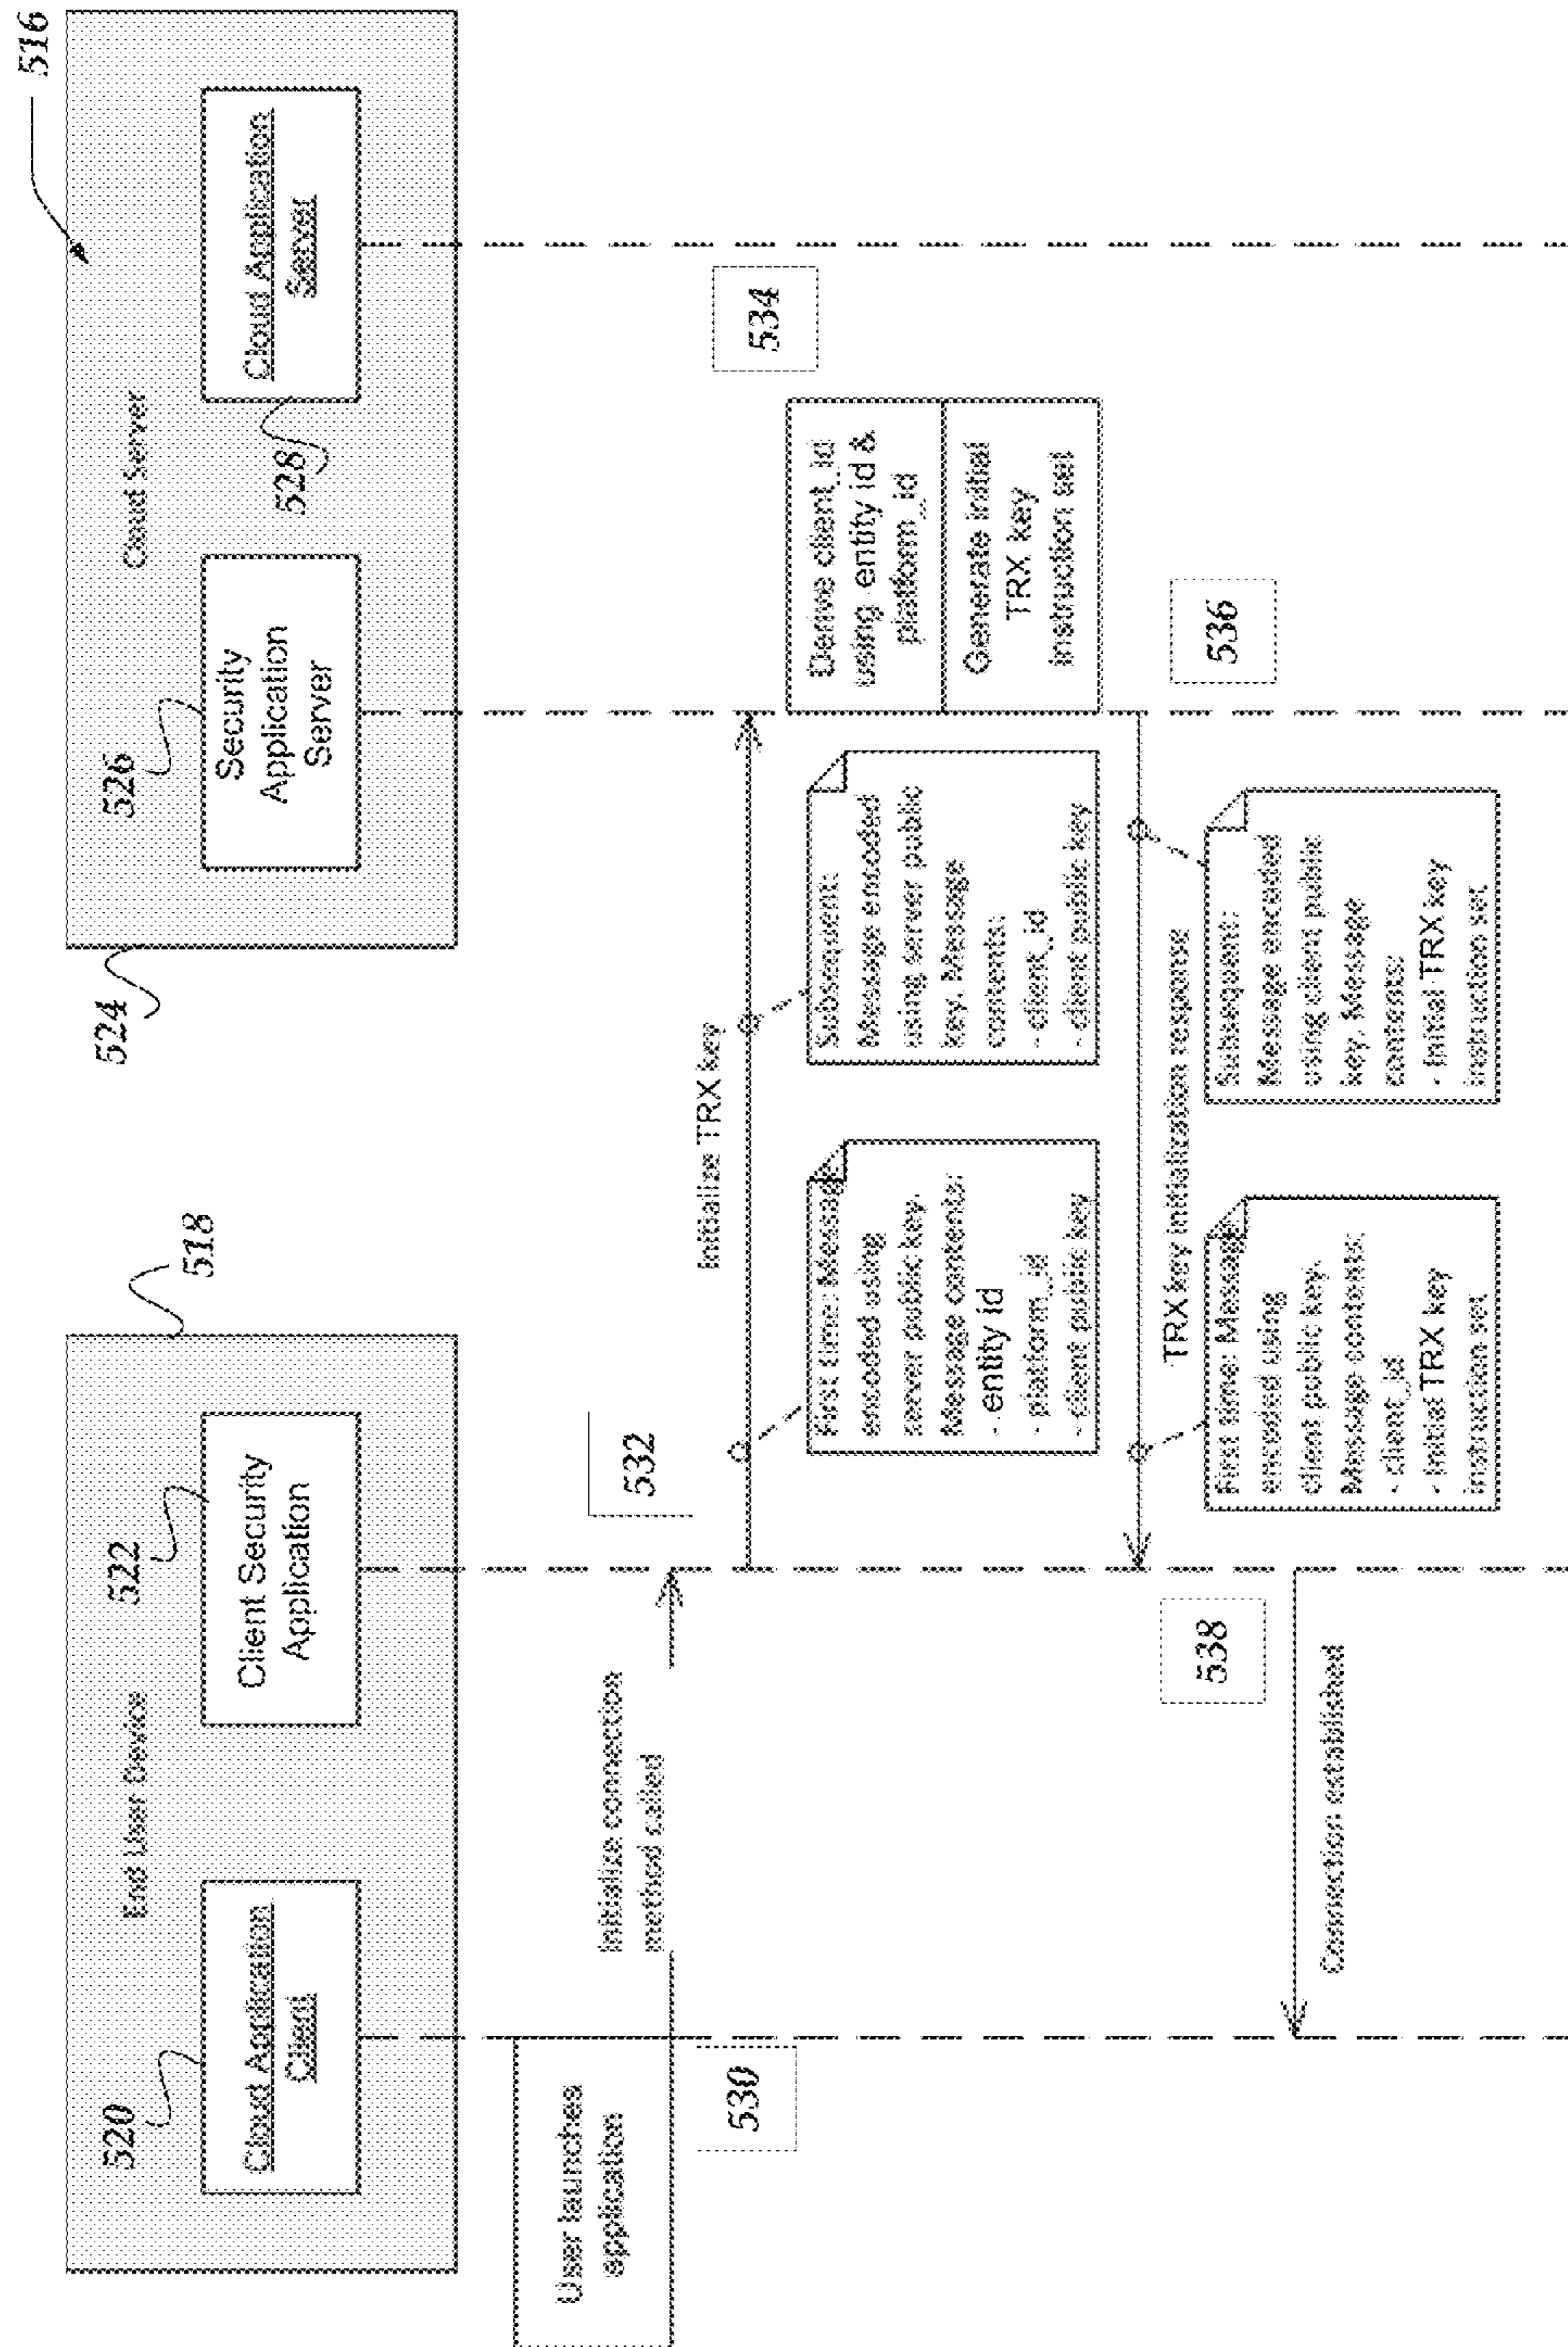 516
End User Device
Cloud Server
520
Cloud Application
Client
522
Client Security
Application
518
524
526
Security
Application
Server
528
Cloud Application
Server
User launches
application
530
Initialize connection
method called
532
Initialize TRX key
First time: Message
encoded using
server public key.
Message contents:
- entity id
- platform_id
- client public key
Subsequent:
Message encoded
using server public
key. Message
contents:
- client_id
- client public key
534
Derive client_id
using entity id &
platform_id
Generate initial
TRX key
instruction set
536
TRX key initialization response
First time: Message
encoded using
client public key.
Message contents:
- client_id
- Initial TRX key
instruction set
Subsequent:
Message encoded
using client public
key. Message
contents:
- Initial TRX key
instruction set
538
Connection established